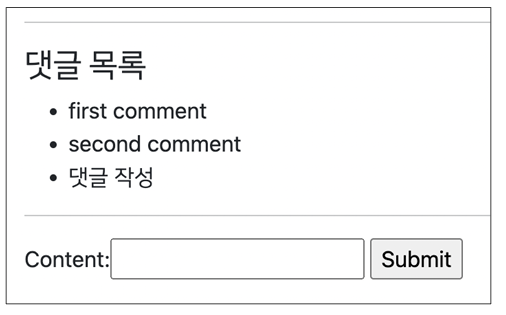 댓글 목록
first comment
second comment
댓글 작성
Content:
Submit